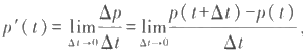 p′(t) = lim_{Δt→0} Δp/Δt = lim_{Δt→0} (p(t+Δt)−p(t))/Δt,